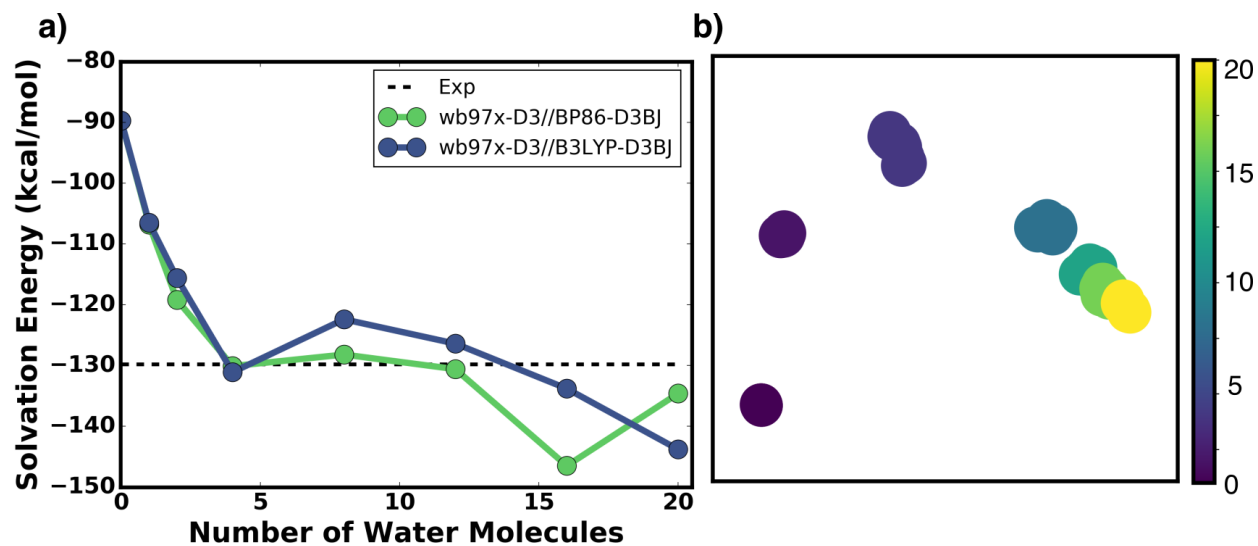 a)
b)
−80
−90
−100
−110
−120
−130
−140
−150
Solvation Energy (kcal/mol)
0
5
10
15
20
Number of Water Molecules
Exp
wb97x-D3//BP86-D3BJ
wb97x-D3//B3LYP-D3BJ
20
15
10
5
0